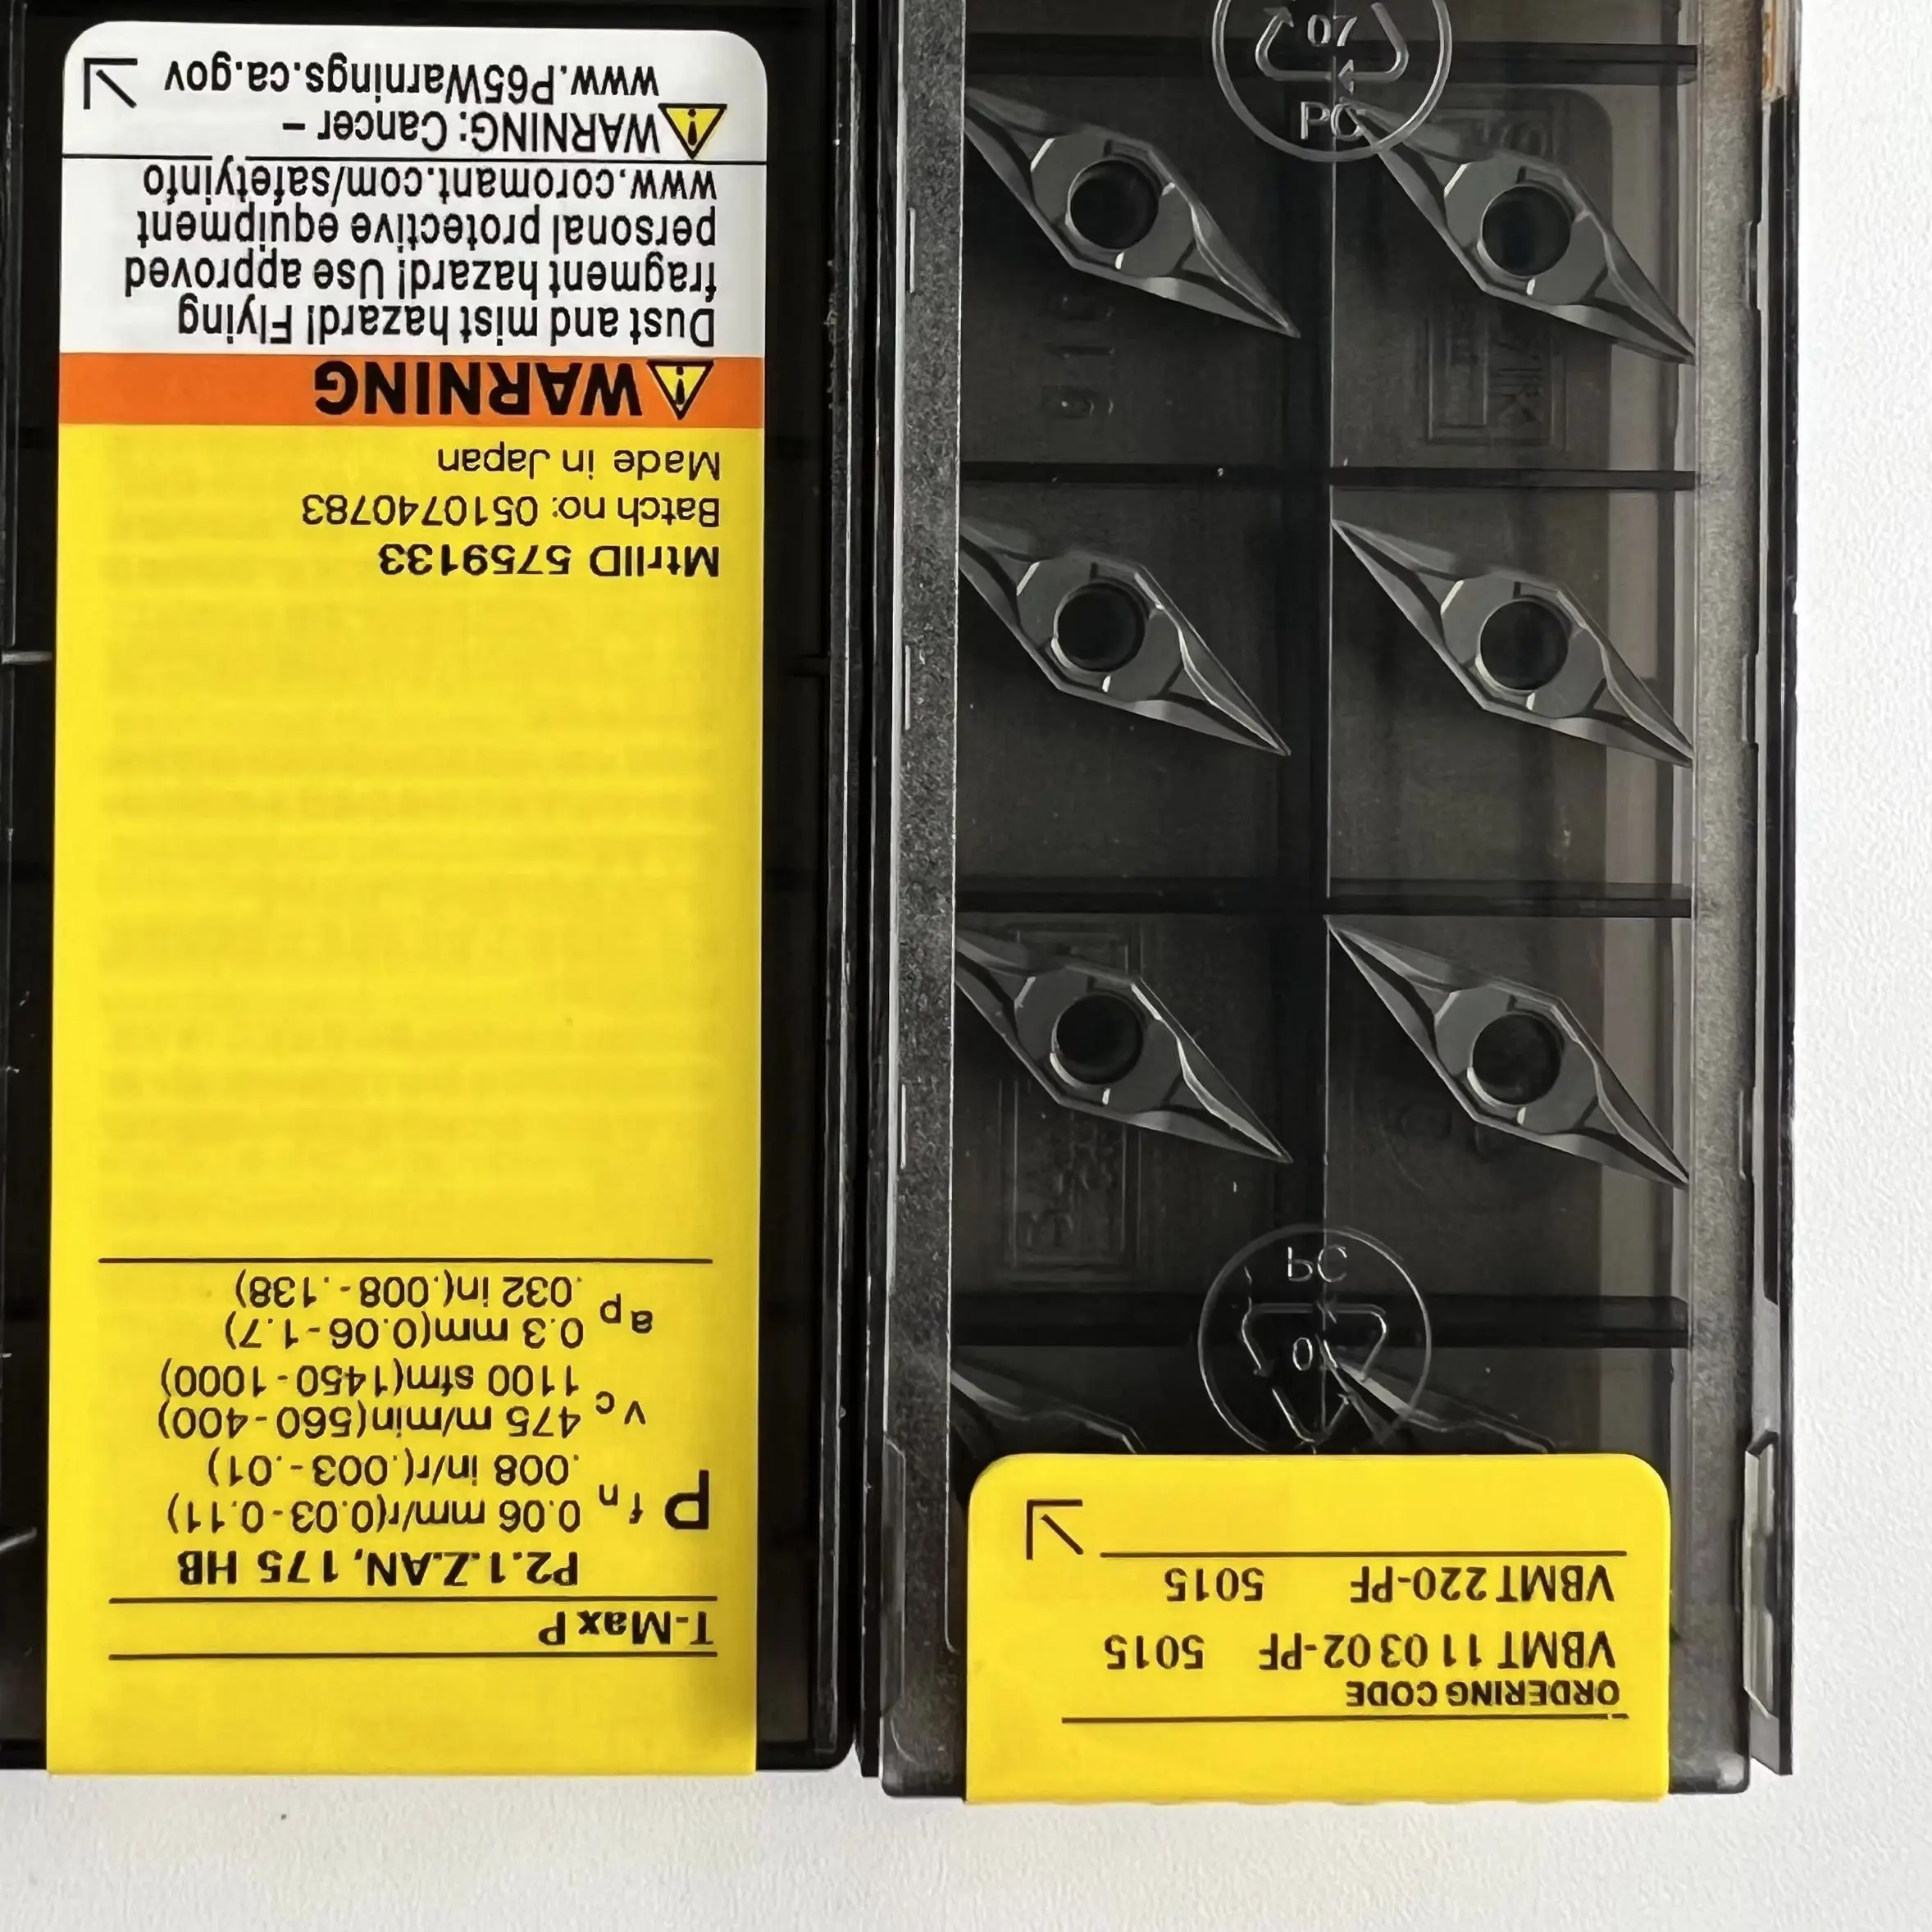 T-Max P
P2.1.Z.AN, 175 HB
P fn 0.06 mm/r(0.03-0.11)
.008 in/r(.003-.01)
vc 475 m/min(560-400)
1100 sfm(1450-1000)
ap 0.3 mm(0.06-1.7)
.032 in(.008-.138)
MtrlID 5759133
Batch no: 0510740783
Made in Japan
WARNING
Dust and mist hazard! Flying
fragment hazard! Use approved
personal protective equipment
www.coromant.com/safetyinfo
WARNING: Cancer –
www.P65Warnings.ca.gov
ORDERING CODE
VBMT 11 03 02-PF 5015
VBMT 220-PF 5015
PC
07
PC